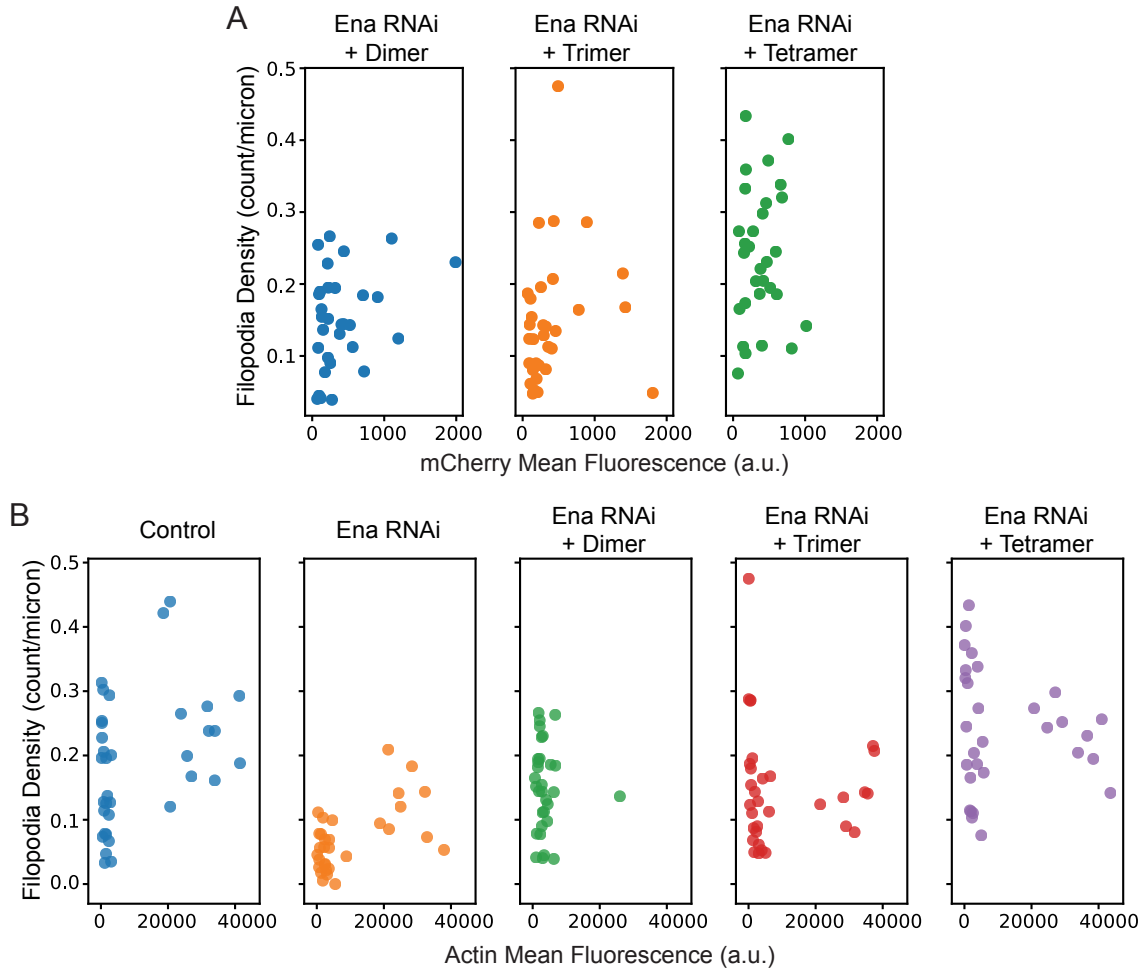 A
Ena RNAi
+ Dimer
Ena RNAi
+ Trimer
Ena RNAi
+ Tetramer
Filopodia Density (count/micron)
0.5
0.4
0.3
0.2
0.1
0 1000 2000
0 1000 2000
0 1000 2000
mCherry Mean Fluorescence (a.u.)
B
Control
Ena RNAi
Ena RNAi
+ Dimer
Ena RNAi
+ Trimer
Ena RNAi
+ Tetramer
Filopodia Density (count/micron)
0.5
0.4
0.3
0.2
0.1
0.0
0 20000 40000
0 20000 40000
0 20000 40000
0 20000 40000
0 20000 40000
Actin Mean Fluorescence (a.u.)